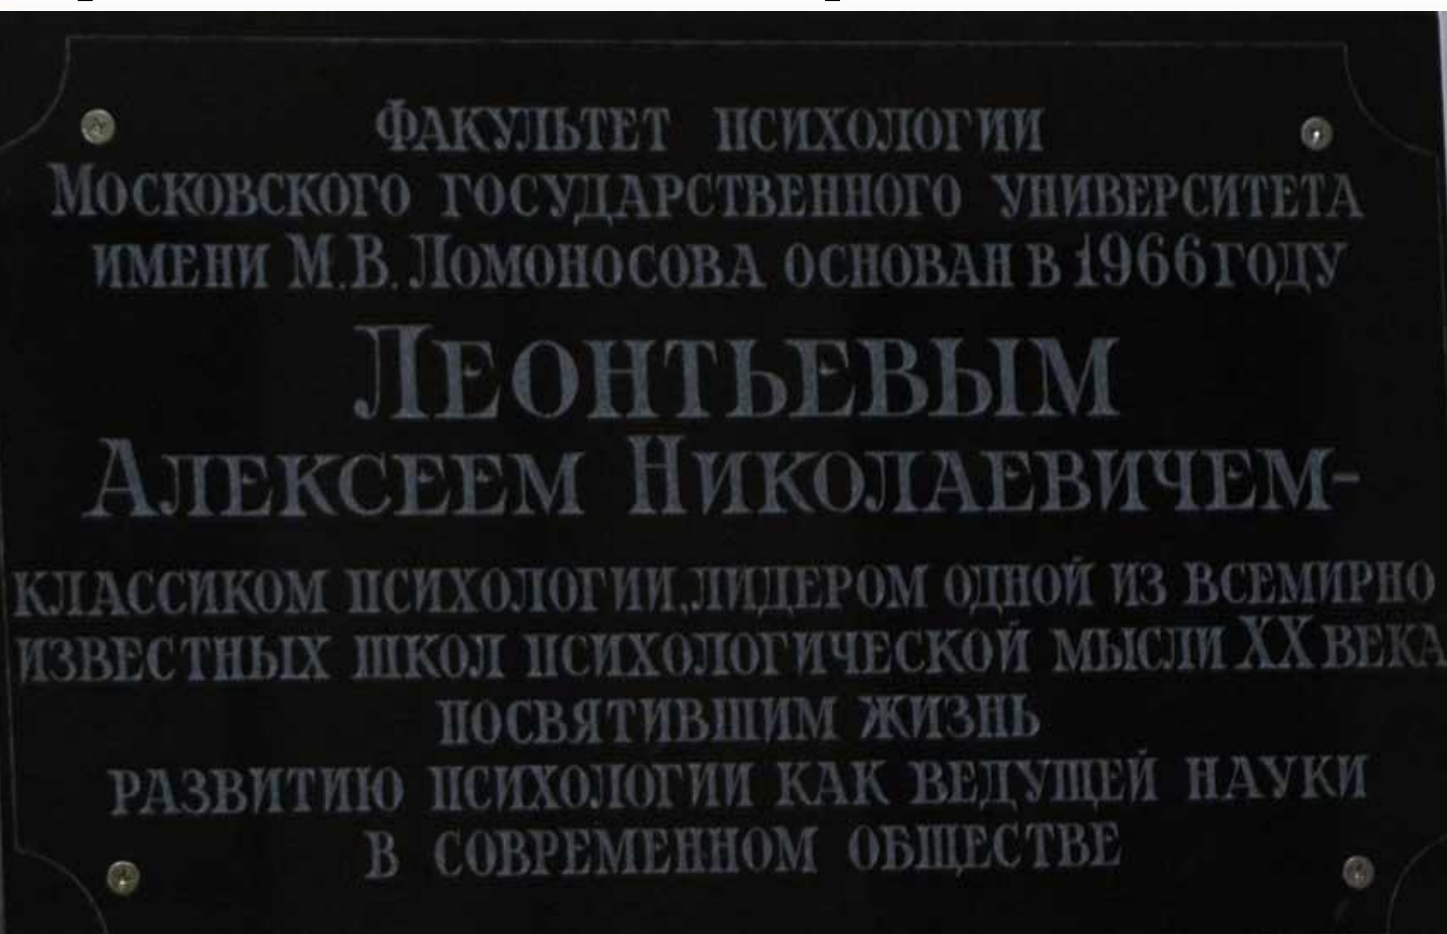 Факультет психологии
Московского государственного университета
имени М.В. Ломоносова основан в 1966 году
Леонтьевым
Алексеем Николаевичем-
классиком психологии, лидером одной из всемирно
известных школ психологической мысли XX века
посвятившим жизнь
развитию психологии как ведущей науки
в современном обществе